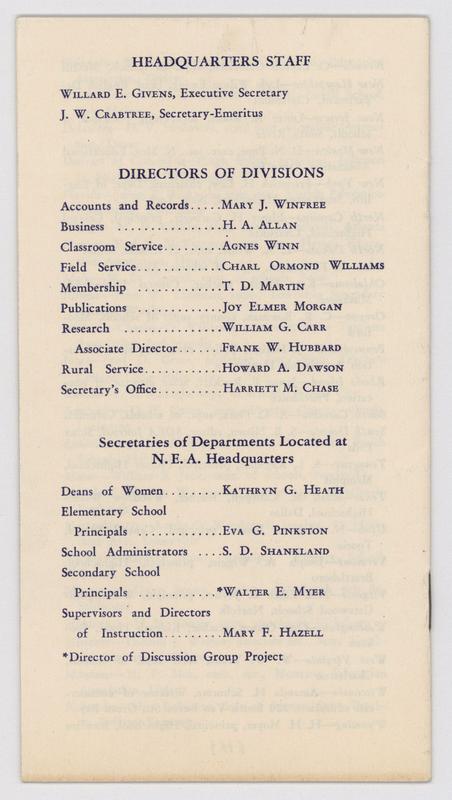 HEADQUARTERS STAFF
WILLARD E. GIVENS, Executive Secretary
J. W. CRABTREE, Secretary-Emeritus
DIRECTORS OF DIVISIONS
Accounts and Records.....MARY J. WINFREE
Business ...............H. A. ALLAN
Classroom Service.........AGNES WINN
Field Service............CHARL ORMOND WILLIAMS
Membership .............T. D. MARTIN
Publications ............JOY ELMER MORGAN
Research ...............WILLIAM G. CARR
Associate Director......FRANK W. HUBBARD
Rural Service...........HOWARD A. DAWSON
Secretary's Office.........HARRIETT M. CHASE
Secretaries of Departments Located at
N. E. A. Headquarters
Deans of Women.........KATHRYN G. HEATH
Elementary School
Principals ............EVA G. PINKSTON
School Administrators ....S. D. SHANKLAND
Secondary School
Principals ............*WALTER E. MYER
Supervisors and Directors
of Instruction.........MARY F. HAZELL
*Director of Discussion Group Project